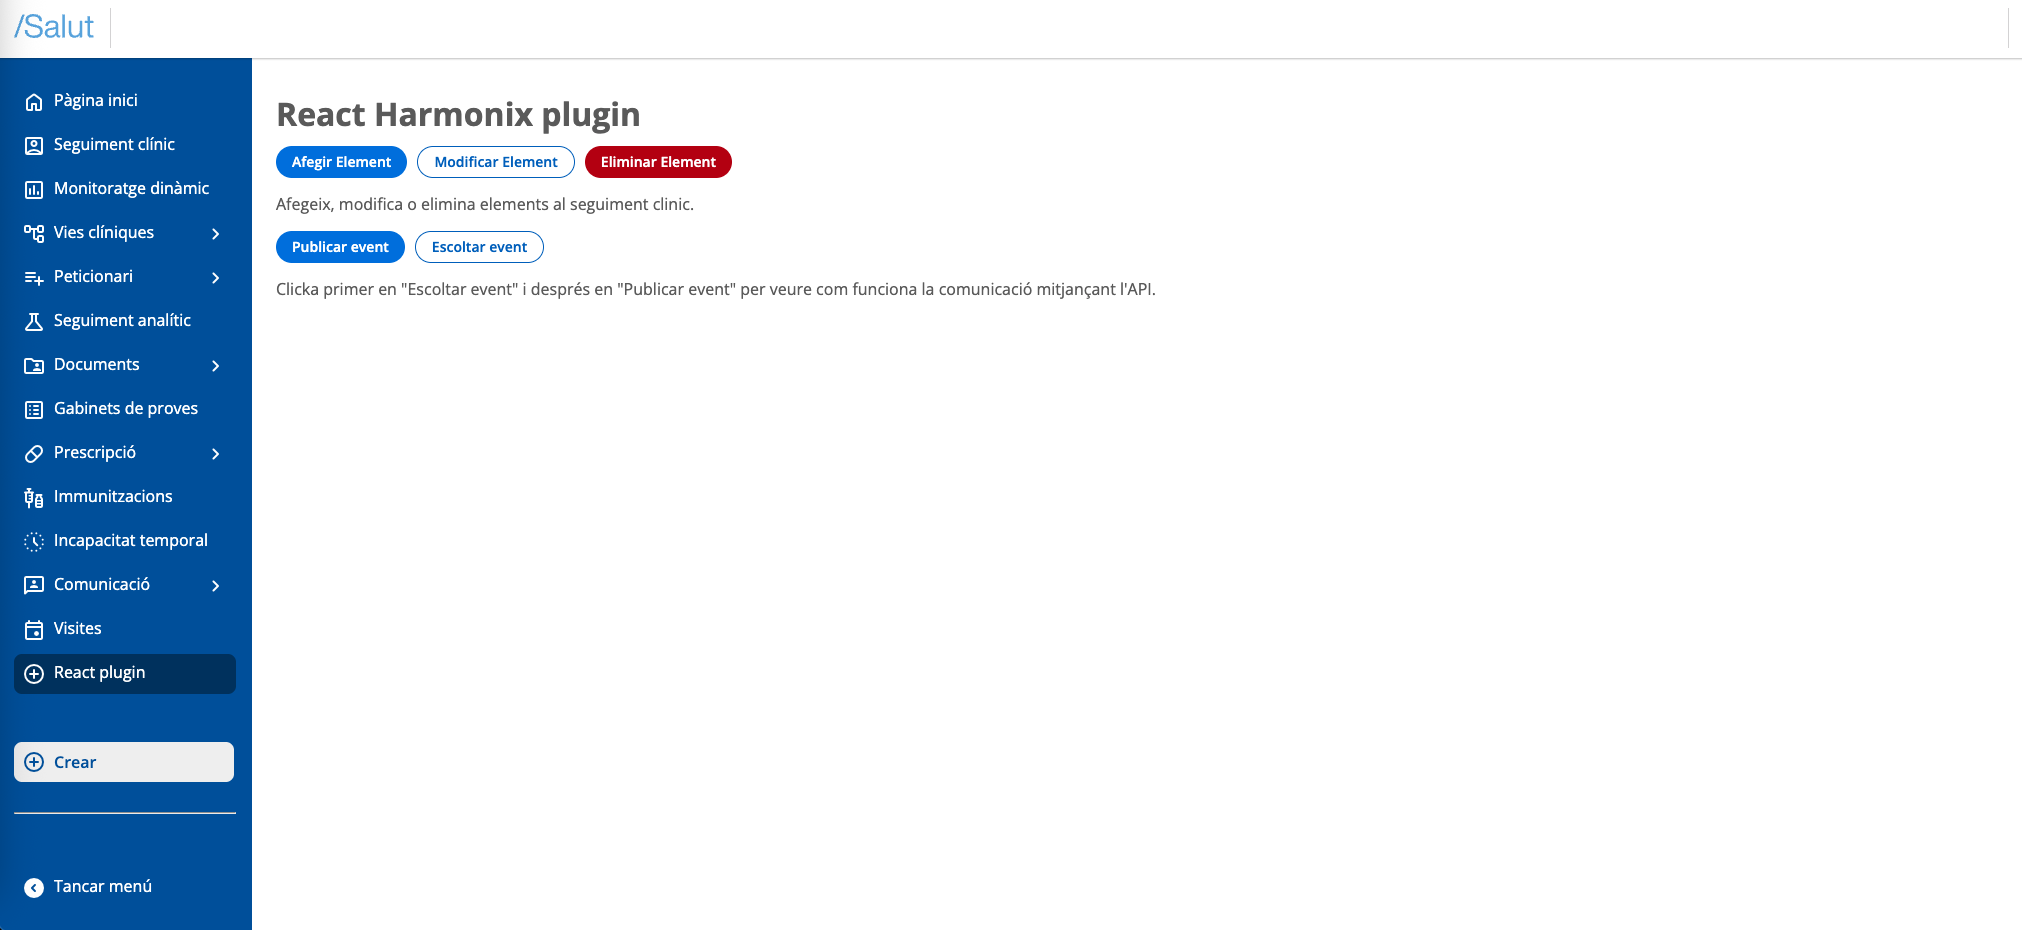 /Salut
Pàgina inici
Seguiment clínic
Monitoratge dinàmic
Vies clíniques
Peticionari
Seguiment analític
Documents
Gabinets de proves
Prescripció
Immunitzacions
Incapacitat temporal
Comunicació
Visites
React plugin
Crear
Tancar menú
React Harmonix plugin
Afegir Element Modificar Element Eliminar Element
Afegeix, modifica o elimina elements al seguiment clinic.
Publicar event Escoltar event
Clicka primer en "Escoltar event" i després en "Publicar event" per veure com funciona la comunicació mitjançant l'API.